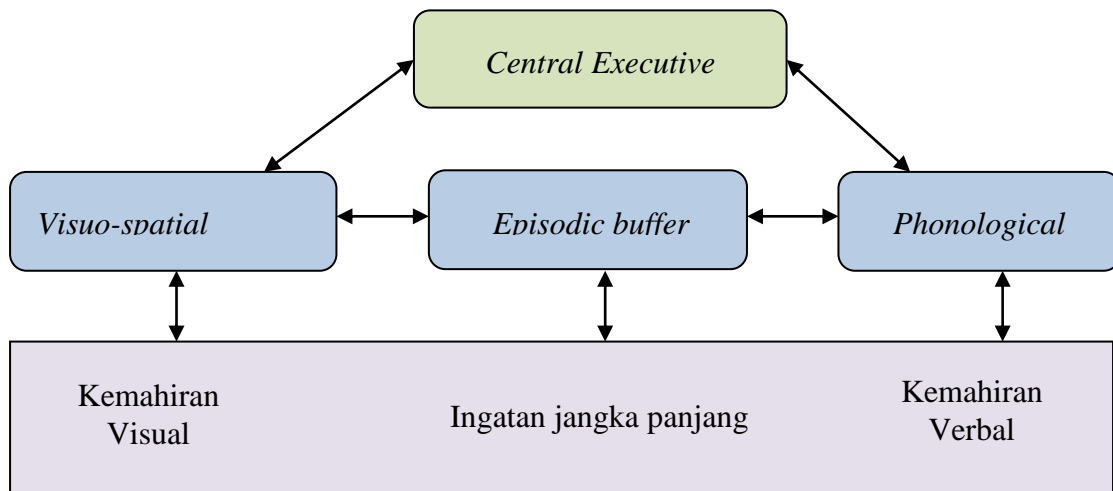 Central Executive
Visuo-spatial
Episodic buffer
Phonological
Kemahiran
Visual
Ingatan jangka panjang
Kemahiran
Verbal